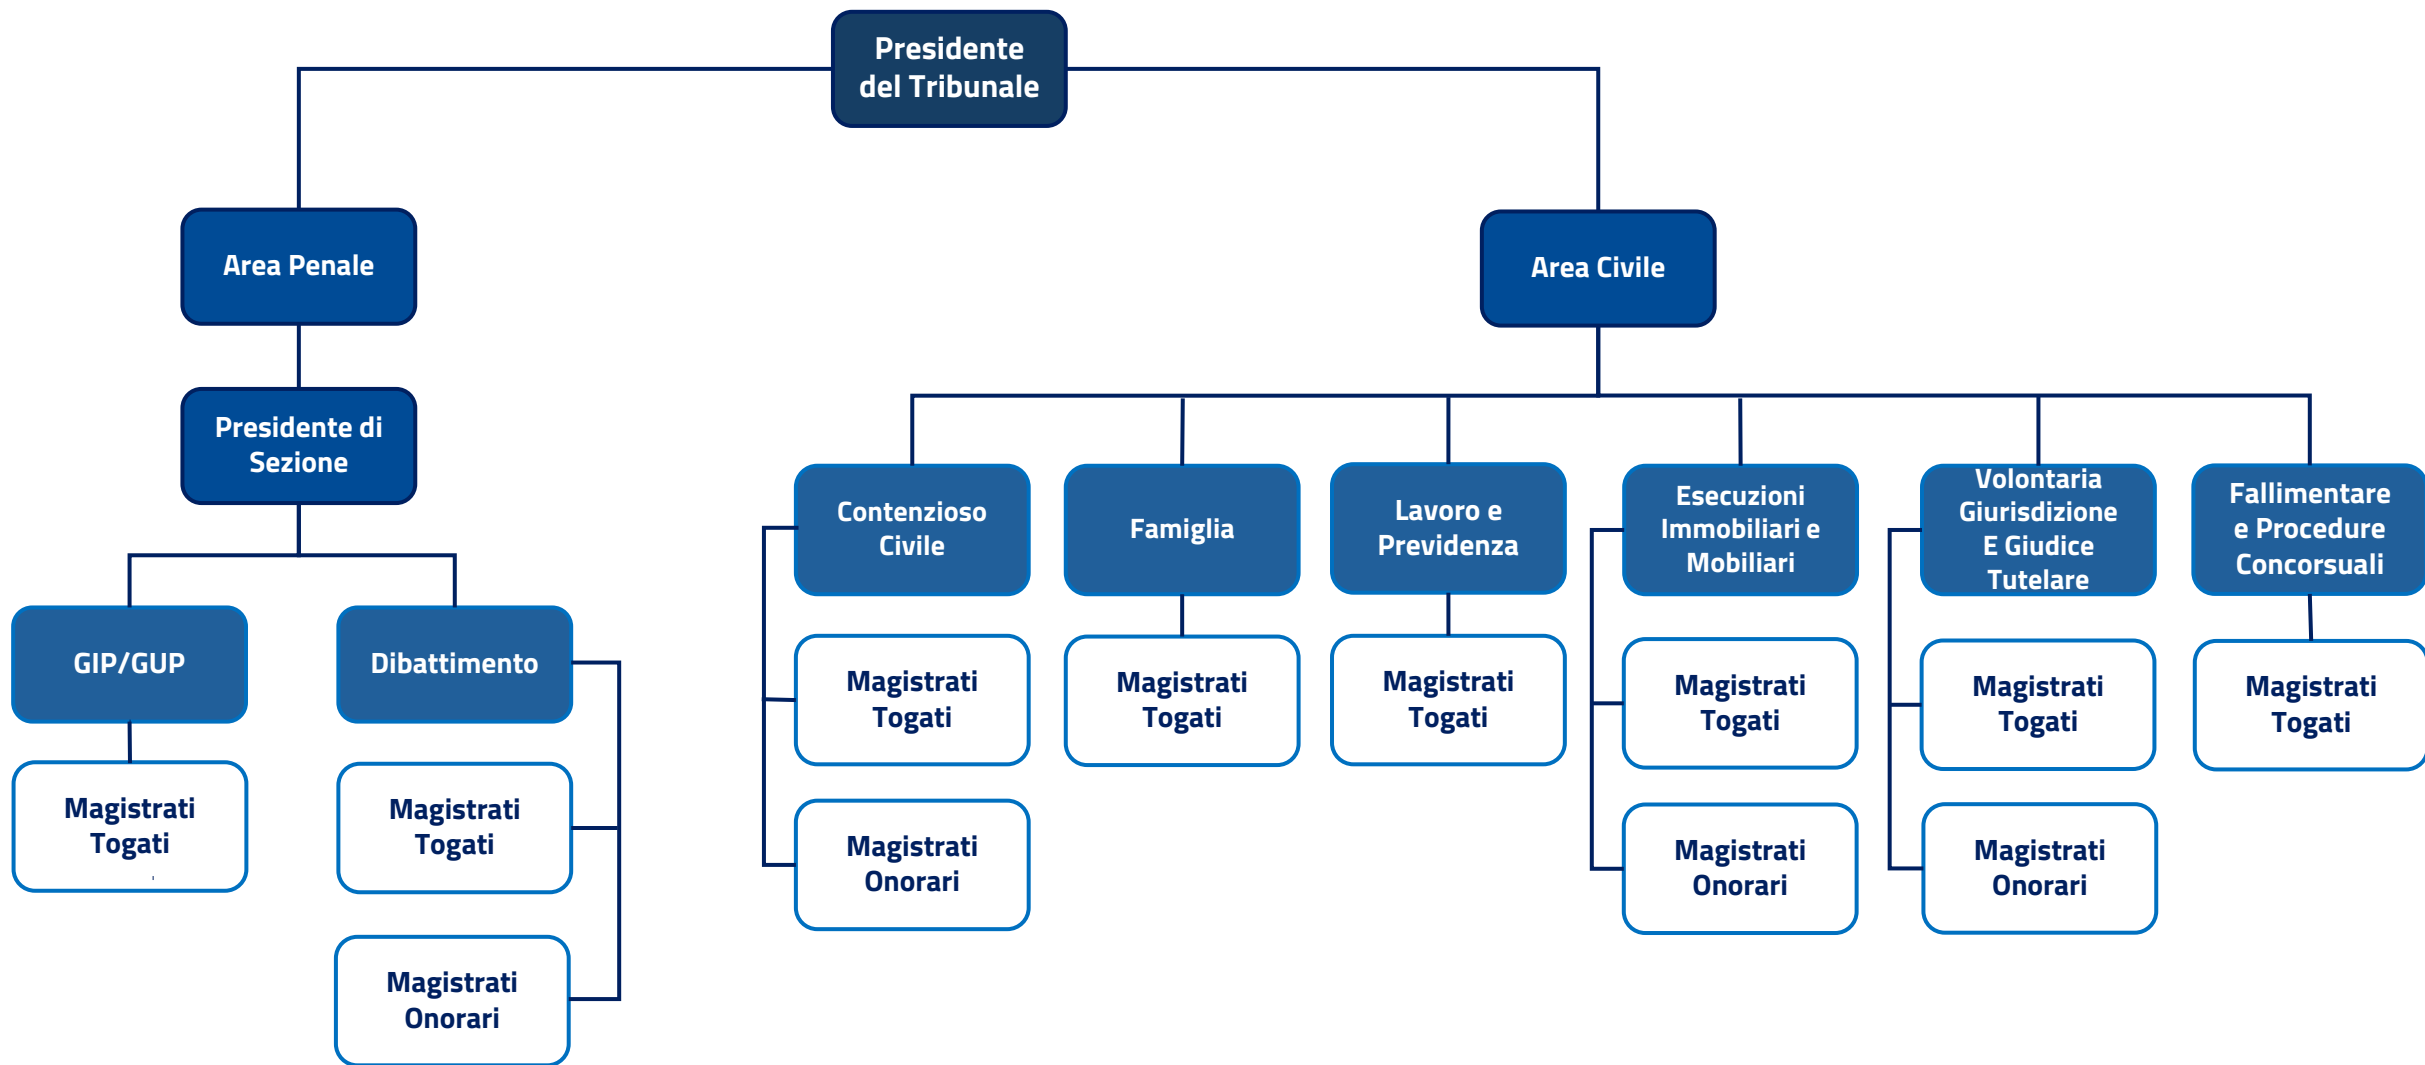 Presidente
del Tribunale
Area Penale
Area Civile
Presidente di
Sezione
Contenzioso
Civile
Famiglia
Lavoro e
Previdenza
Esecuzioni
Immobiliari e
Mobiliari
Volontaria
Giurisdizione
E Giudice
Tutelare
Fallimentare
e Procedure
Concorsuali
GIP/GUP
Dibattimento
Magistrati
Togati
Magistrati
Togati
Magistrati
Togati
Magistrati
Togati
Magistrati
Togati
Magistrati
Togati
Magistrati
Togati
Magistrati
Togati
Magistrati
Onorari
Magistrati
Onorari
Magistrati
Onorari
Magistrati
Onorari